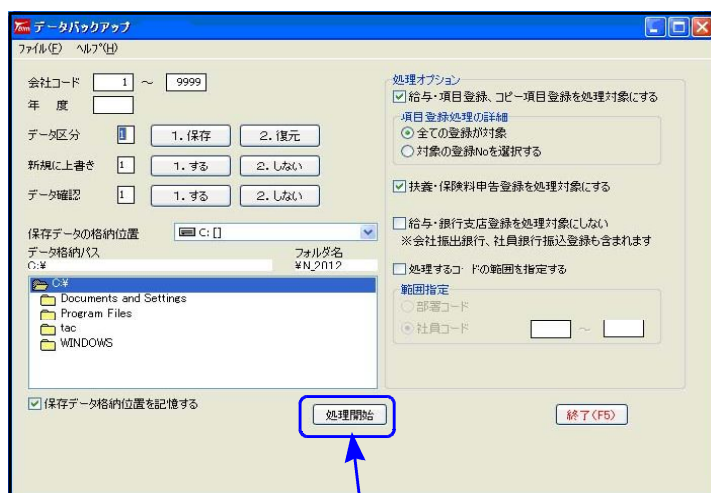 データバックアップ
ファイル(F) ヘルプ(H)
会社コード 1 ～ 9999
年 度
データ区分 1 1. 保存 2. 復元
新規に上書き 1 1. する 2. しない
データ確認 1 1. する 2. しない
保存データの格納位置 C: []
データ格納パス フォルダ名
C:¥ ¥N_2012
C:¥
Documents and Settings
Program Files
tac
WINDOWS
保存データ格納位置を記憶する
処理開始
処理オプション
給与・項目登録、コピー項目登録を処理対象にする
項目登録処理の詳細
全ての登録が対象
対象の登録Noを選択する
扶養・保険料申告登録を処理対象にする
給与・銀行支店登録を処理対象にしない
※会社振出銀行、社員銀行振込登録も含まれます
処理するコードの範囲を指定する
範囲指定
部署コード
社員コード ～
終了(F5)